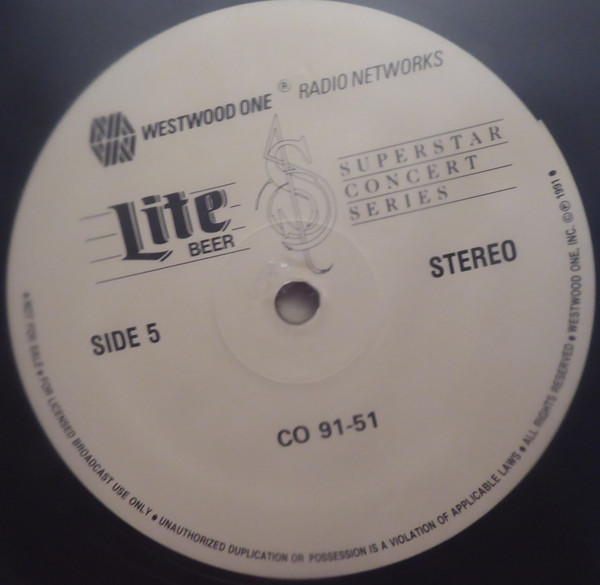 WESTWOOD ONE ® RADIO NETWORKS
Lite
BEER
SUPERSTAR
CONCERT
SERIES
STEREO
SIDE 5
CO 91-51
• NOT FOR SALE • FOR LICENSED BROADCAST USE ONLY • UNAUTHORIZED DUPLICATION OR POSSESSION IS A VIOLATION OF APPLICABLE LAWS • ALL RIGHTS RESERVED • WESTWOOD ONE, INC. ©℗ 1991 •